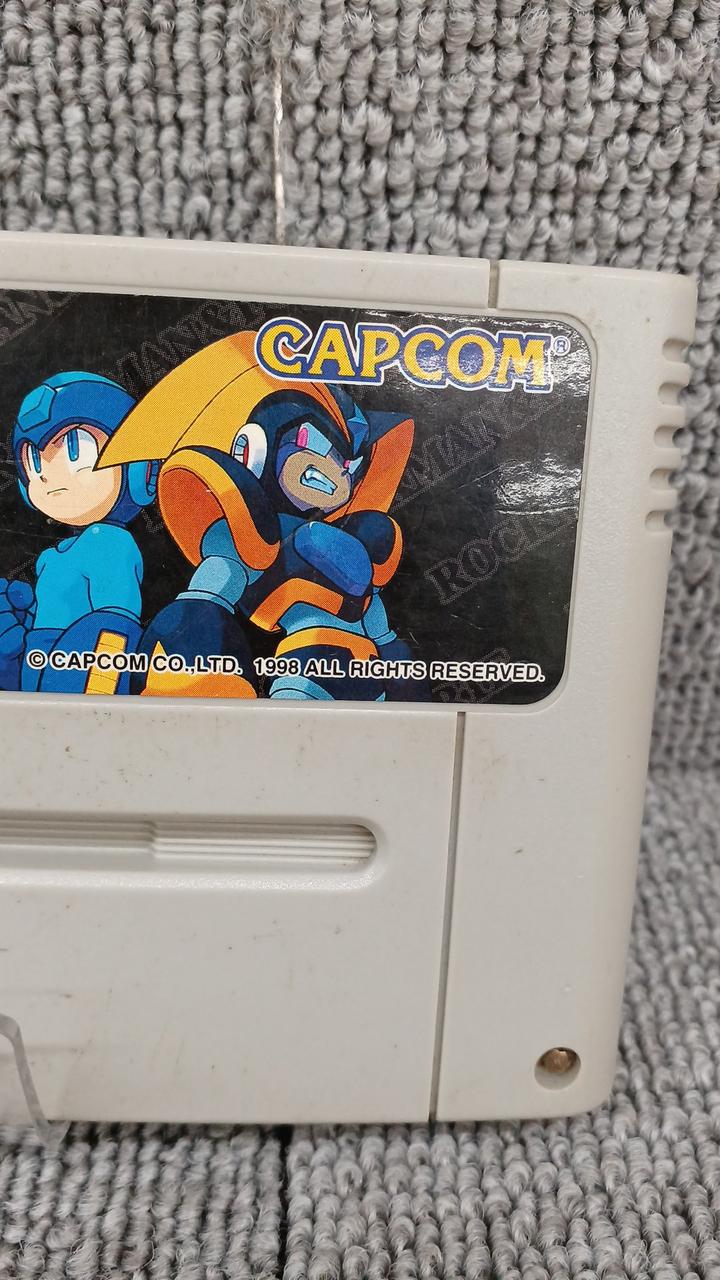 CAPCOM®
© CAPCOM CO.,LTD. 1998 ALL RIGHTS RESERVED.